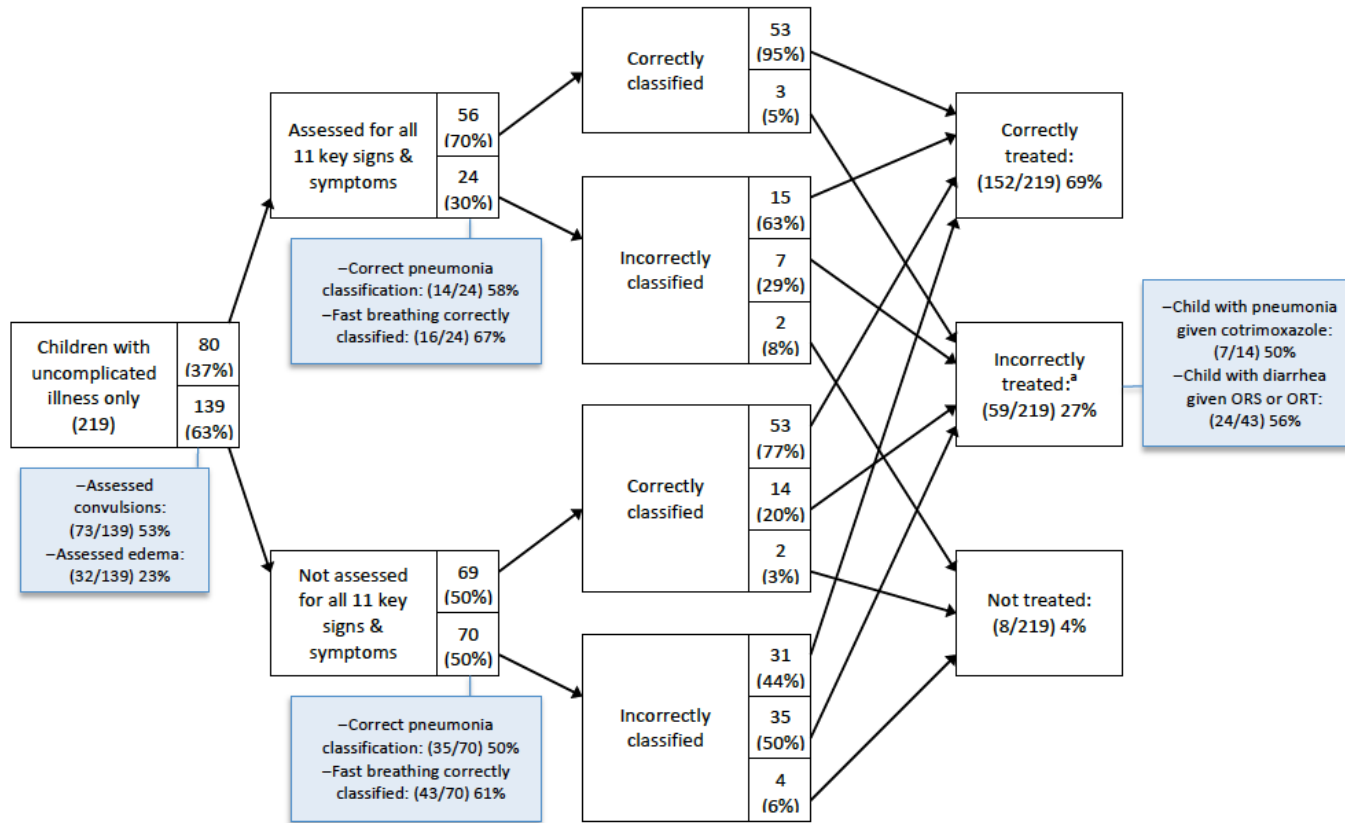 Children with
uncomplicated
illness only
(219)
80
(37%)
139
(63%)
–Assessed
convulsions:
(73/139) 53%
–Assessed edema:
(32/139) 23%
Assessed for all
11 key signs &
symptoms
56
(70%)
24
(30%)
–Correct pneumonia
classification: (14/24) 58%
–Fast breathing correctly
classified: (16/24) 67%
Not assessed
for all 11 key
signs &
symptoms
69
(50%)
70
(50%)
–Correct pneumonia
classification: (35/70) 50%
–Fast breathing correctly
classified: (43/70) 61%
Correctly
classified
53
(95%)
3
(5%)
Incorrectly
classified
15
(63%)
7
(29%)
2
(8%)
Correctly
classified
53
(77%)
14
(20%)
2
(3%)
Incorrectly
classified
31
(44%)
35
(50%)
4
(6%)
Correctly
treated:
(152/219) 69%
Incorrectly
treated:ª
(59/219) 27%
Not treated:
(8/219) 4%
–Child with pneumonia
given cotrimoxazole:
(7/14) 50%
–Child with diarrhea
given ORS or ORT:
(24/43) 56%